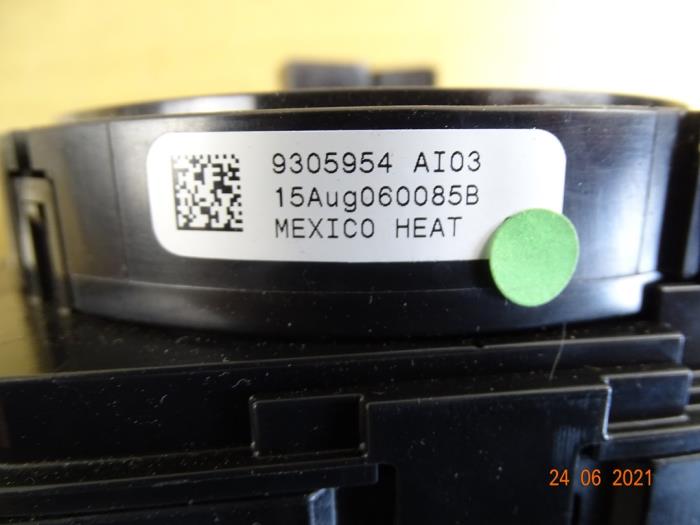 9305954 AI03
15Aug060085B
MEXICO HEAT
24 06 2021